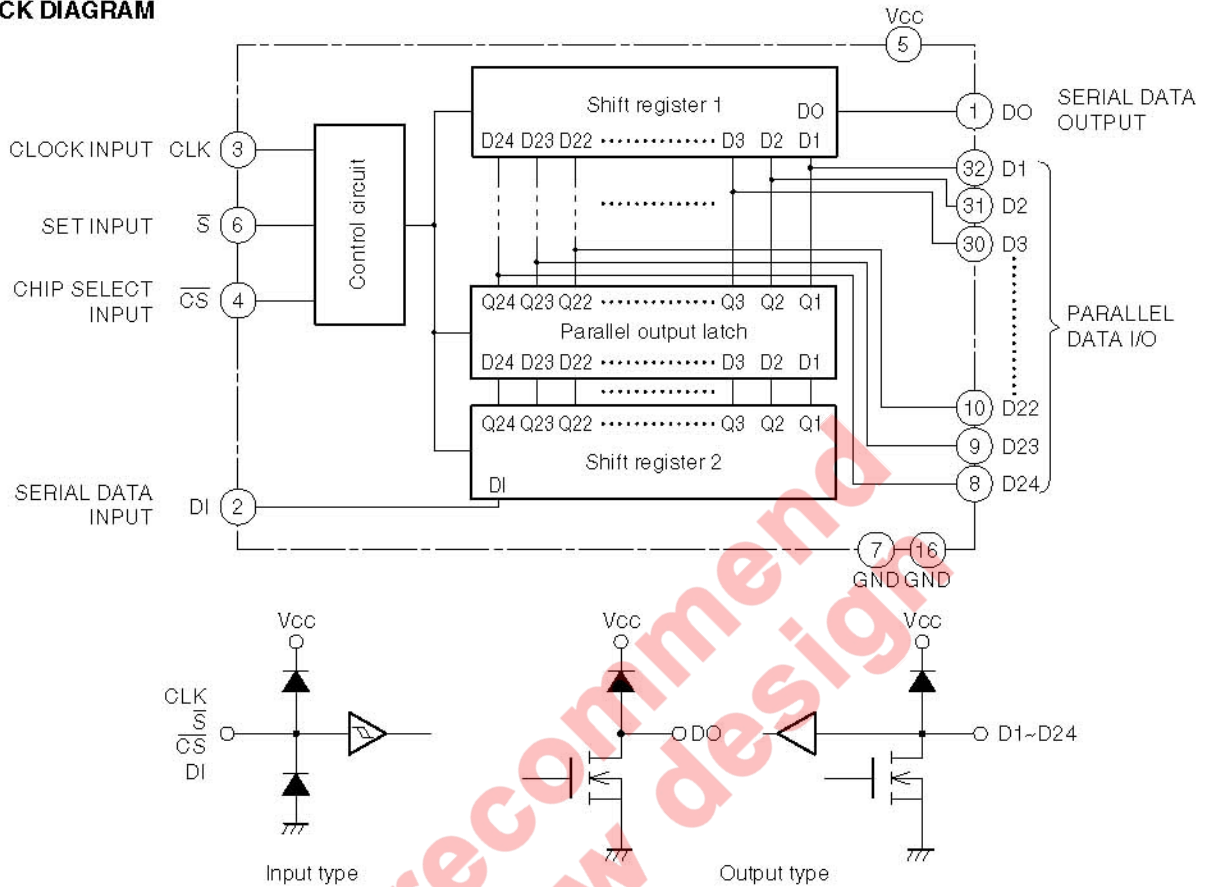 CK DIAGRAM
Vcc
5
Shift register 1
DO
1 DO
SERIAL DATA
OUTPUT
D24 D23 D22 ·············· D3 D2 D1
CLOCK INPUT CLK 3
Control circuit
32 D1
31 D2
30 D3
SET INPUT S̅ 6
CHIP SELECT
INPUT
C̅S̅ 4
Q24 Q23 Q22 ·············· Q3 Q2 Q1
Parallel output latch
D24 D23 D22 ·············· D3 D2 D1
PARALLEL
DATA I/O
10 D22
9 D23
8 D24
Q24 Q23 Q22 ·············· Q3 Q2 Q1
Shift register 2
DI
SERIAL DATA
INPUT
DI 2
7 16
GND GND
Vcc
CLK
S̅
C̅S̅
DI
Input type
Vcc
DO
Vcc
D1~D24
Output type
recommend
w design